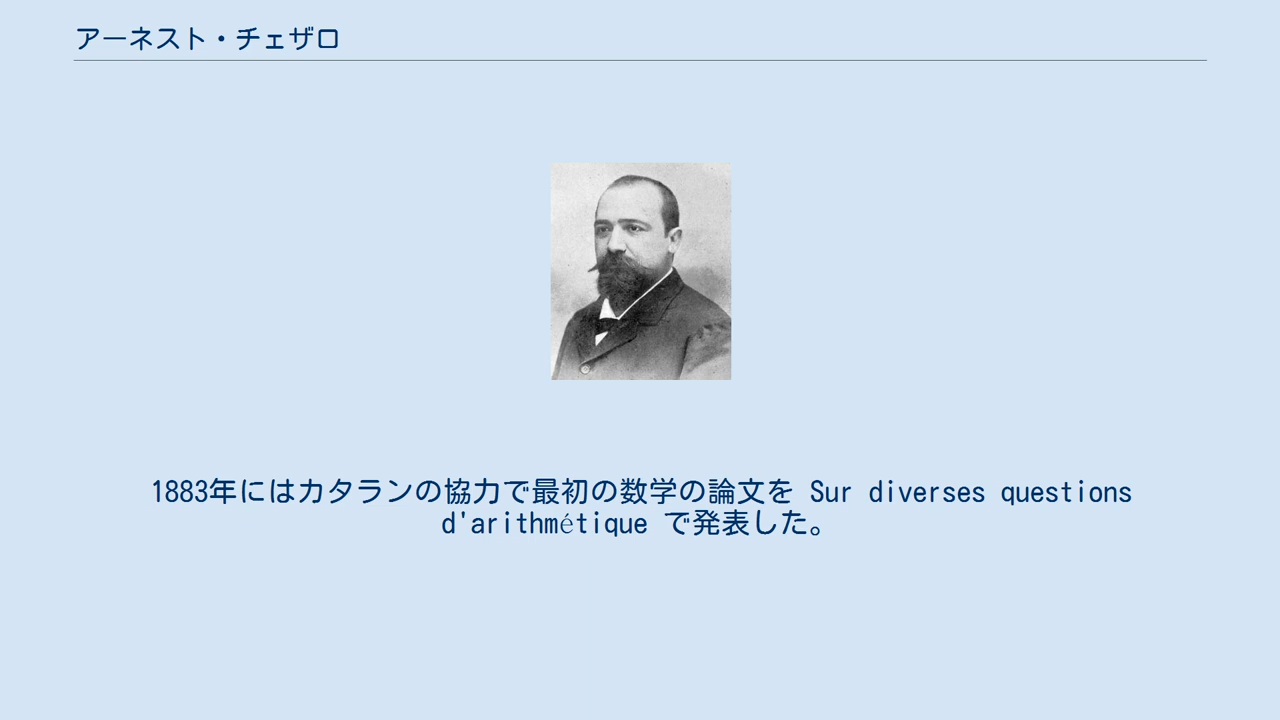 アーネスト・チェザロ
1883年にはカタランの協力で最初の数学の論文を Sur diverses questions
d'arithmétique で発表した。